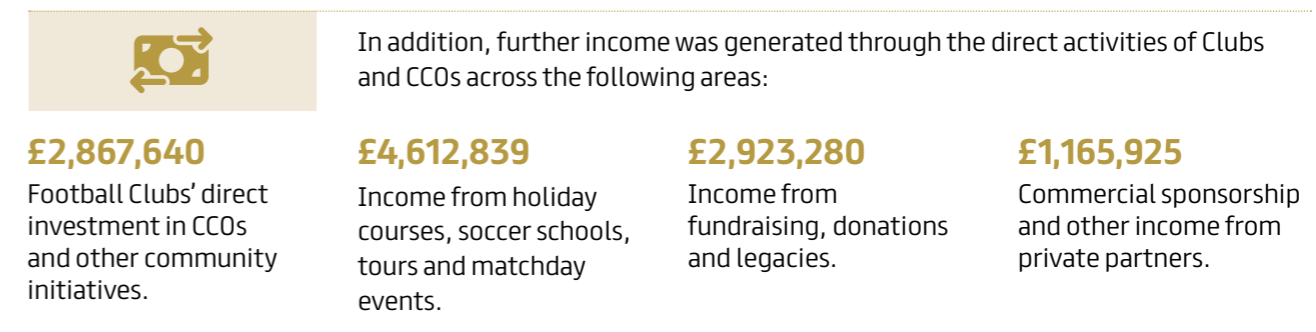 In addition, further income was generated through the direct activities of Clubs
and CCOs across the following areas:
£2,867,640
Football Clubs’ direct
investment in CCOs
and other community
initiatives.
£4,612,839
Income from holiday
courses, soccer schools,
tours and matchday
events.
£2,923,280
Income from
fundraising, donations
and legacies.
£1,165,925
Commercial sponsorship
and other income from
private partners.